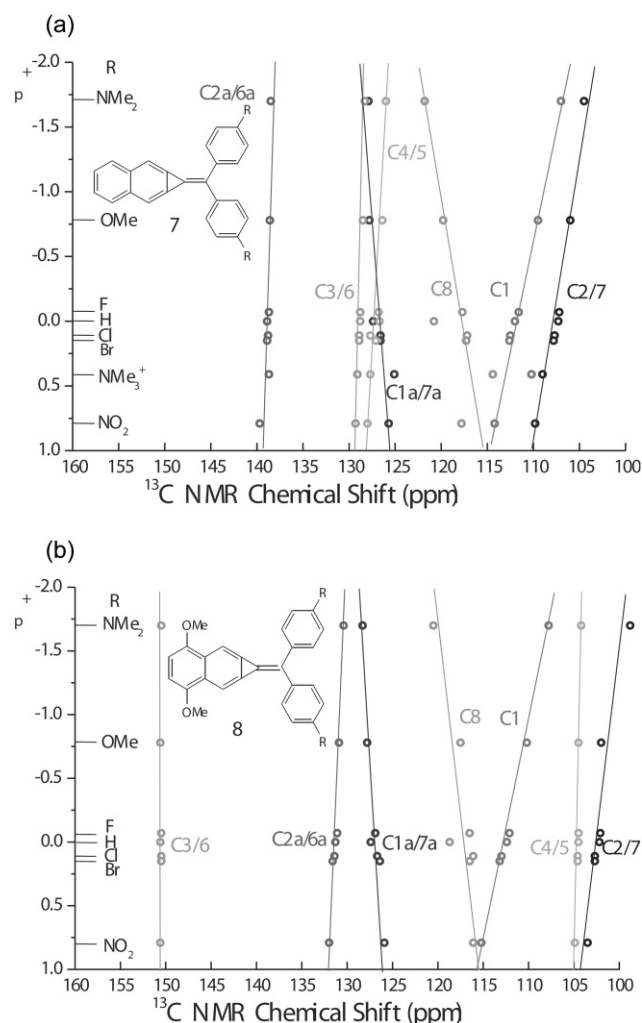 (a)
R
-2.0
-1.5
-1.0
-0.5
0.0
0.5
1.0
+
p
NMe2
OMe
F
H
Cl
Br
NMe3+
NO2
C2a/6a
R
7
R
C4/5
C3/6
C8
C1
C2/7
C1a/7a
160 155 150 145 140 135 130 125 120 115 110 105 100
13C NMR Chemical Shift (ppm)
(b)
R
-2.0
-1.5
-1.0
-0.5
0.0
0.5
1.0
+
p
NMe2
OMe
F
H
Cl
Br
NO2
R
OMe
OMe
8
R
C8
C1
C3/6
C2a/6a
C1a/7a
C4/5
C2/7
160 155 150 145 140 135 130 125 120 115 110 105 100
13C NMR Chemical Shift (ppm)